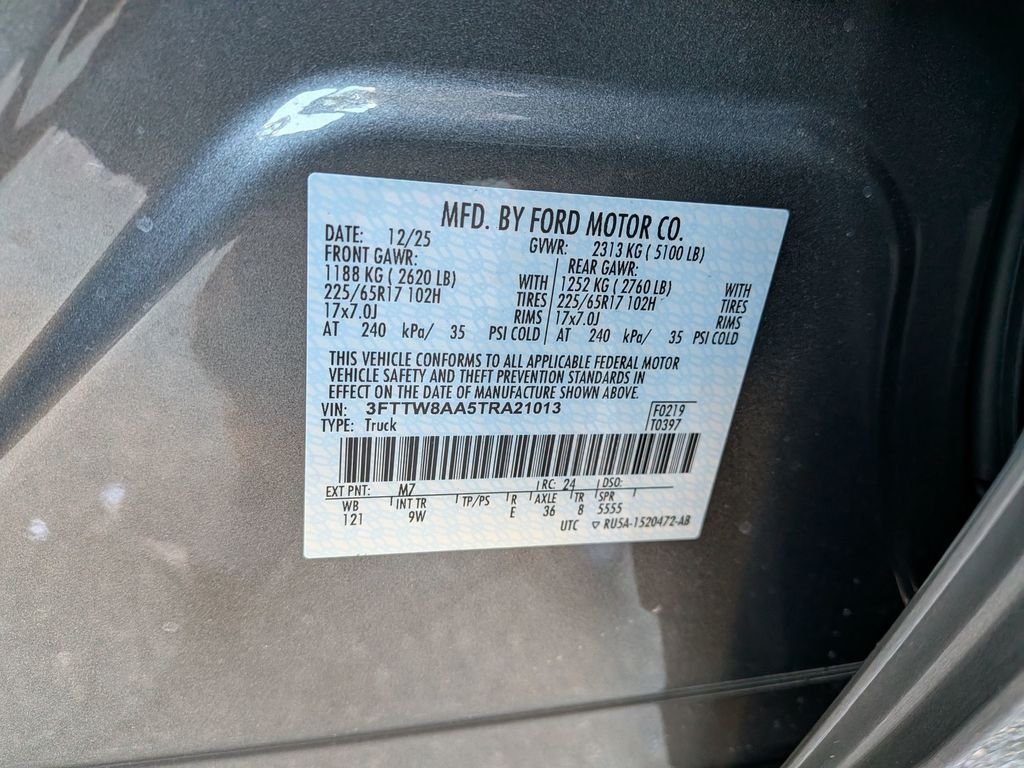 MFD. BY FORD MOTOR CO.
DATE: 12/25 GVWR: 2313 KG ( 5100 LB)
FRONT GAWR: REAR GAWR:
1188 KG ( 2620 LB) WITH 1252 KG ( 2760 LB) WITH
225/65R17 102H TIRES 225/65R17 102H TIRES
17x7.0J RIMS 17x7.0J RIMS
AT 240 kPa/ 35 PSI COLD AT 240 kPa/ 35 PSI COLD
THIS VEHICLE CONFORMS TO ALL APPLICABLE FEDERAL MOTOR
VEHICLE SAFETY AND THEFT PREVENTION STANDARDS IN
EFFECT ON THE DATE OF MANUFACTURE SHOWN ABOVE.
VIN: 3FTTW8AA5TRA21013 F0219
TYPE: Truck T0397
EXT PNT: M7 RC: 24 DSO:
WB INT TR TP/PS R AXLE TR SPR
121 9W E 36 8 5555
UTC ▽ RU5A-1520472-AB